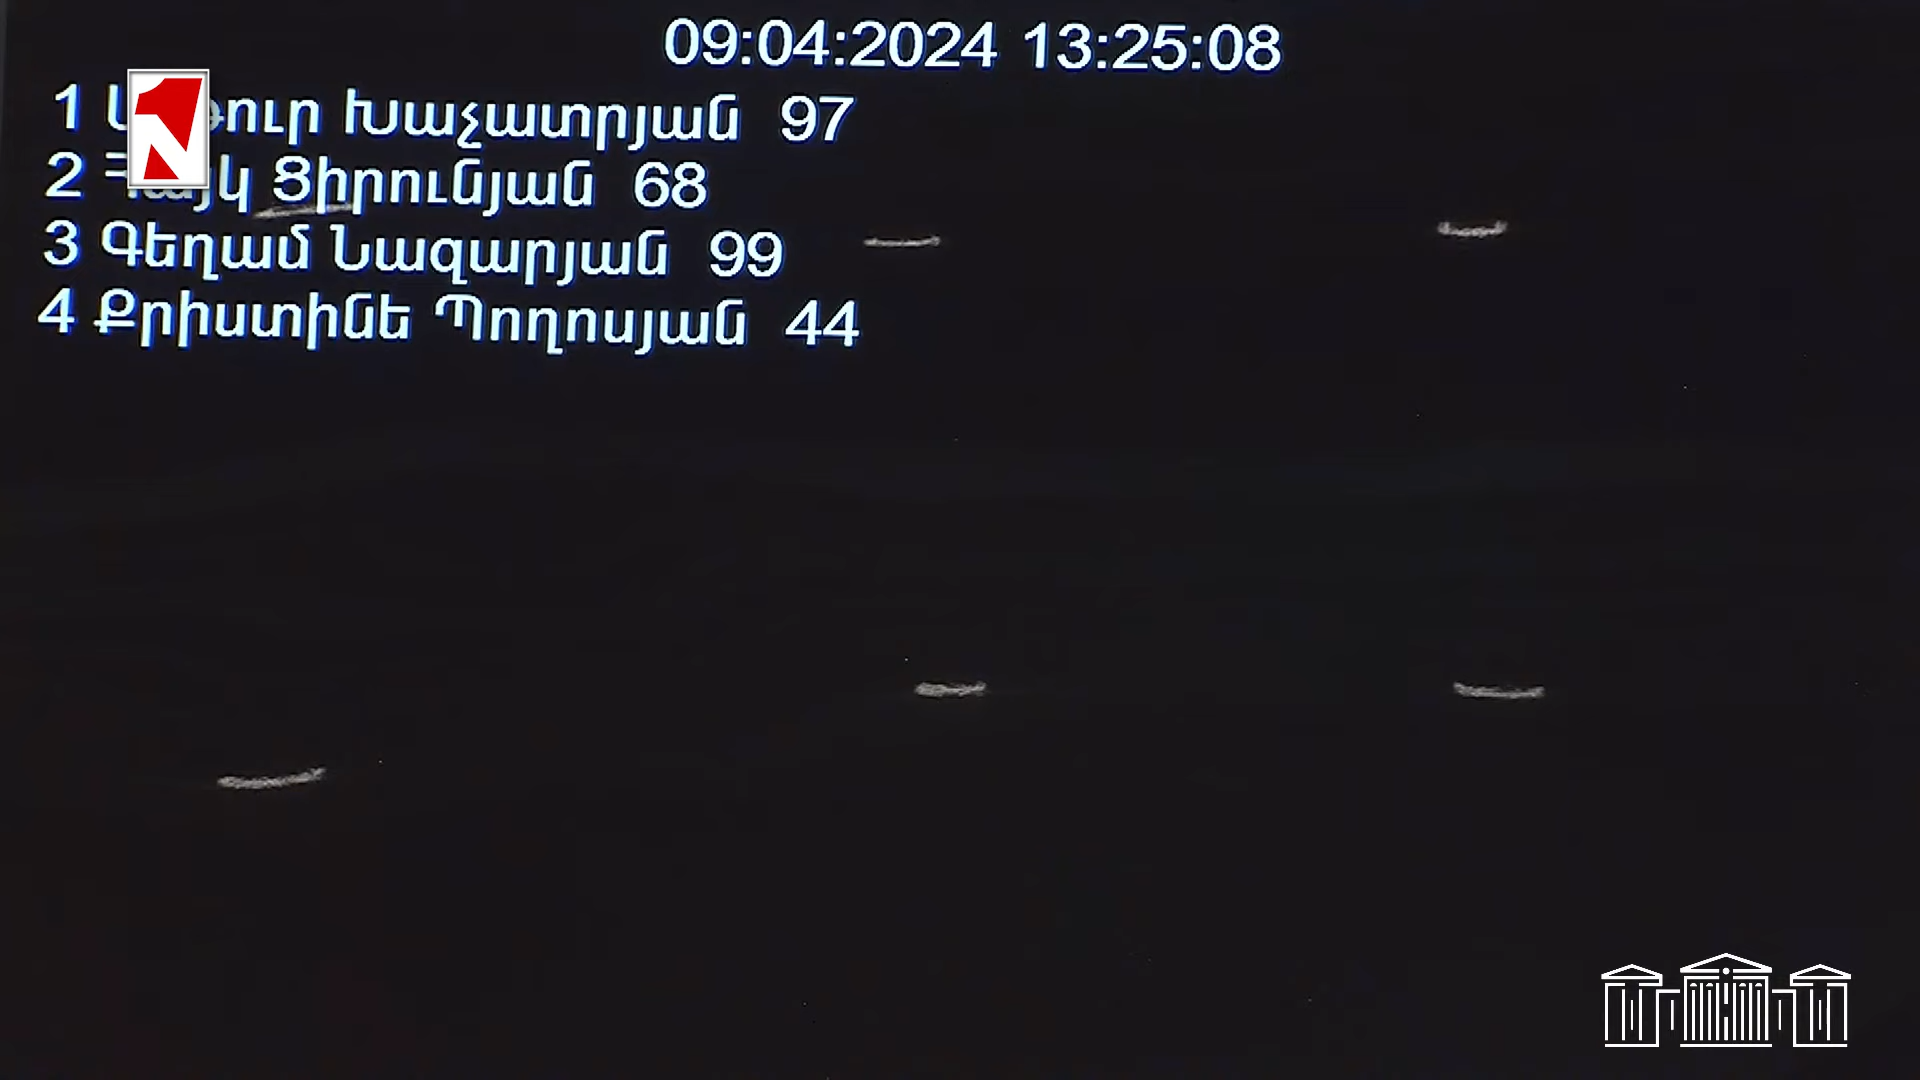 09:04:2024 13:25:08
1 Խաչատրյան 97
2 Ցիրունյան 68
3 Գեղամ Նազարյան 99
4 Քրիստինե Պողոսյան 44